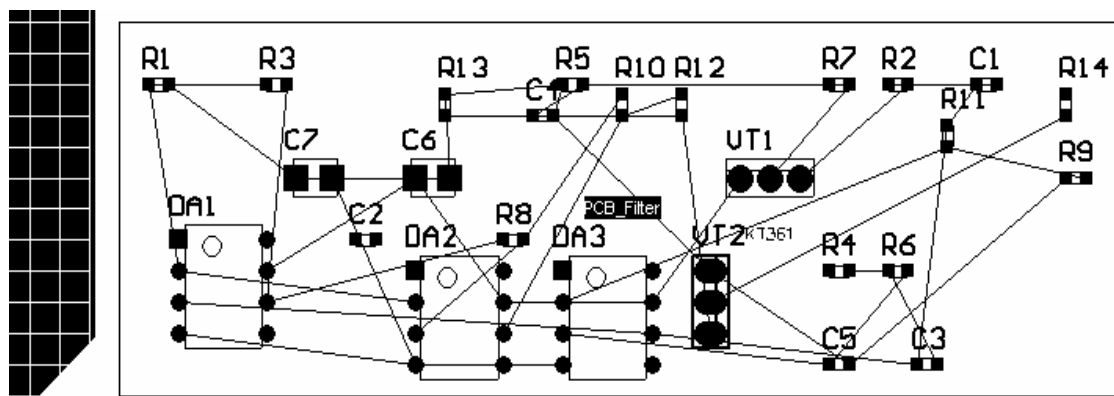 R1 R3 R13 R5 R10 R12 R7 R2 C1 R14
R11
C7 C6 VT1 R9
DA1 PCB_Filter
C2 DA2 R8 DA3 VT2 KT361 R4 R6
C5 C3